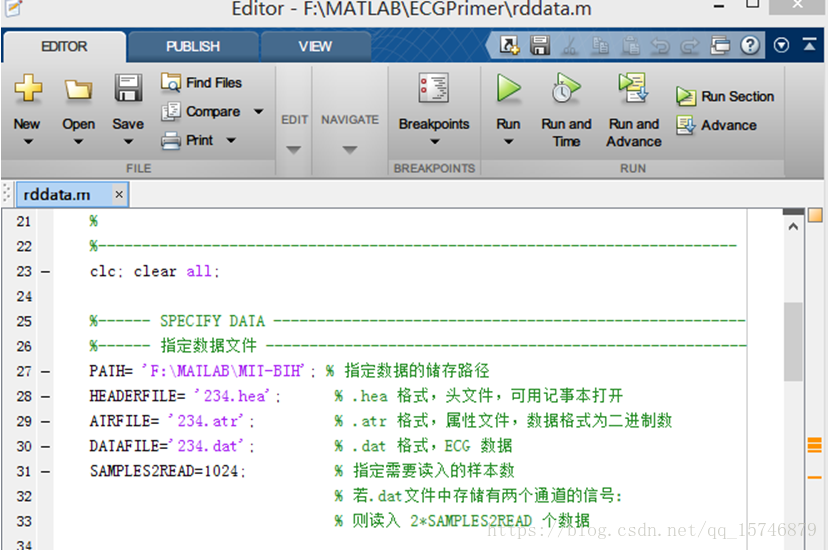 Editor - F:\MATLAB\ECGPrimer\rddata.m
EDITOR PUBLISH VIEW
New Open Save Find Files Compare Print EDIT NAVIGATE Breakpoints Run Run and Time Run and Advance Run Section Advance
FILE BREAKPOINTS RUN
rddata.m ×
21 %
22 %-------------------------------------------------------------------------
23 – clc; clear all;
24
25 %------ SPECIFY DATA ------------------------------------------------------
26 %------ 指定数据文件 -------------------------------------------------------
27 – PATH= 'F:\MATLAB\MII-BIH'; % 指定数据的储存路径
28 – HEADERFILE= '234.hea'; % .hea 格式，头文件，可用记事本打开
29 – ATRFILE= '234.atr'; % .atr 格式，属性文件，数据格式为二进制数
30 – DATAFILE='234.dat'; % .dat 格式，ECG 数据
31 – SAMPLES2READ=1024; % 指定需要读入的样本数
32 % 若.dat文件中存储有两个通道的信号:
33 % 则读入 2*SAMPLES2READ 个数据
34
https://blog.csdn.net/qq_15746879